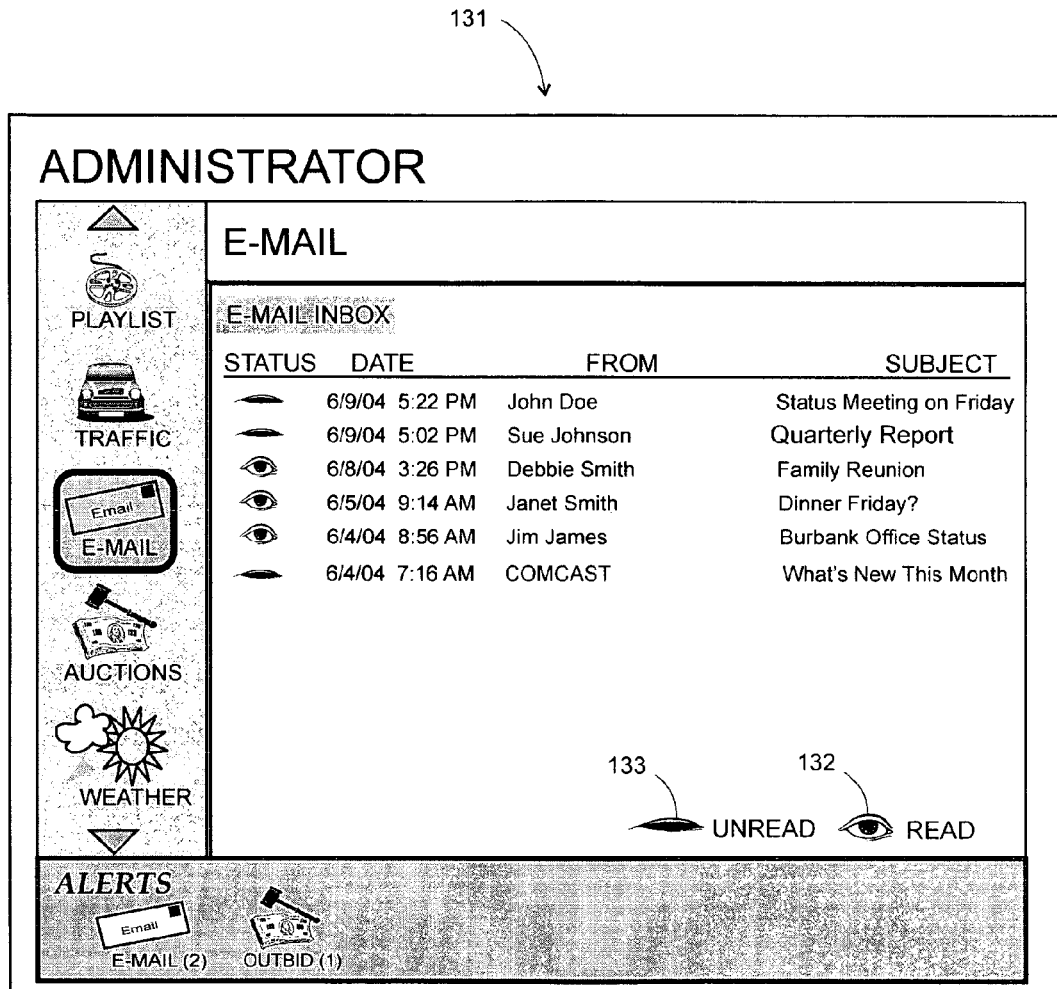 131
ADMINISTRATOR
E-MAIL
PLAYLIST
TRAFFIC
Email
E-MAIL
AUCTIONS
WEATHER
E-MAIL INBOX
STATUS DATE FROM SUBJECT
6/9/04 5:22 PM John Doe Status Meeting on Friday
6/9/04 5:02 PM Sue Johnson Quarterly Report
6/8/04 3:26 PM Debbie Smith Family Reunion
6/5/04 9:14 AM Janet Smith Dinner Friday?
6/4/04 8:56 AM Jim James Burbank Office Status
6/4/04 7:16 AM COMCAST What's New This Month
133 132
UNREAD READ
ALERTS
Email
E-MAIL (2) OUTBID (1)